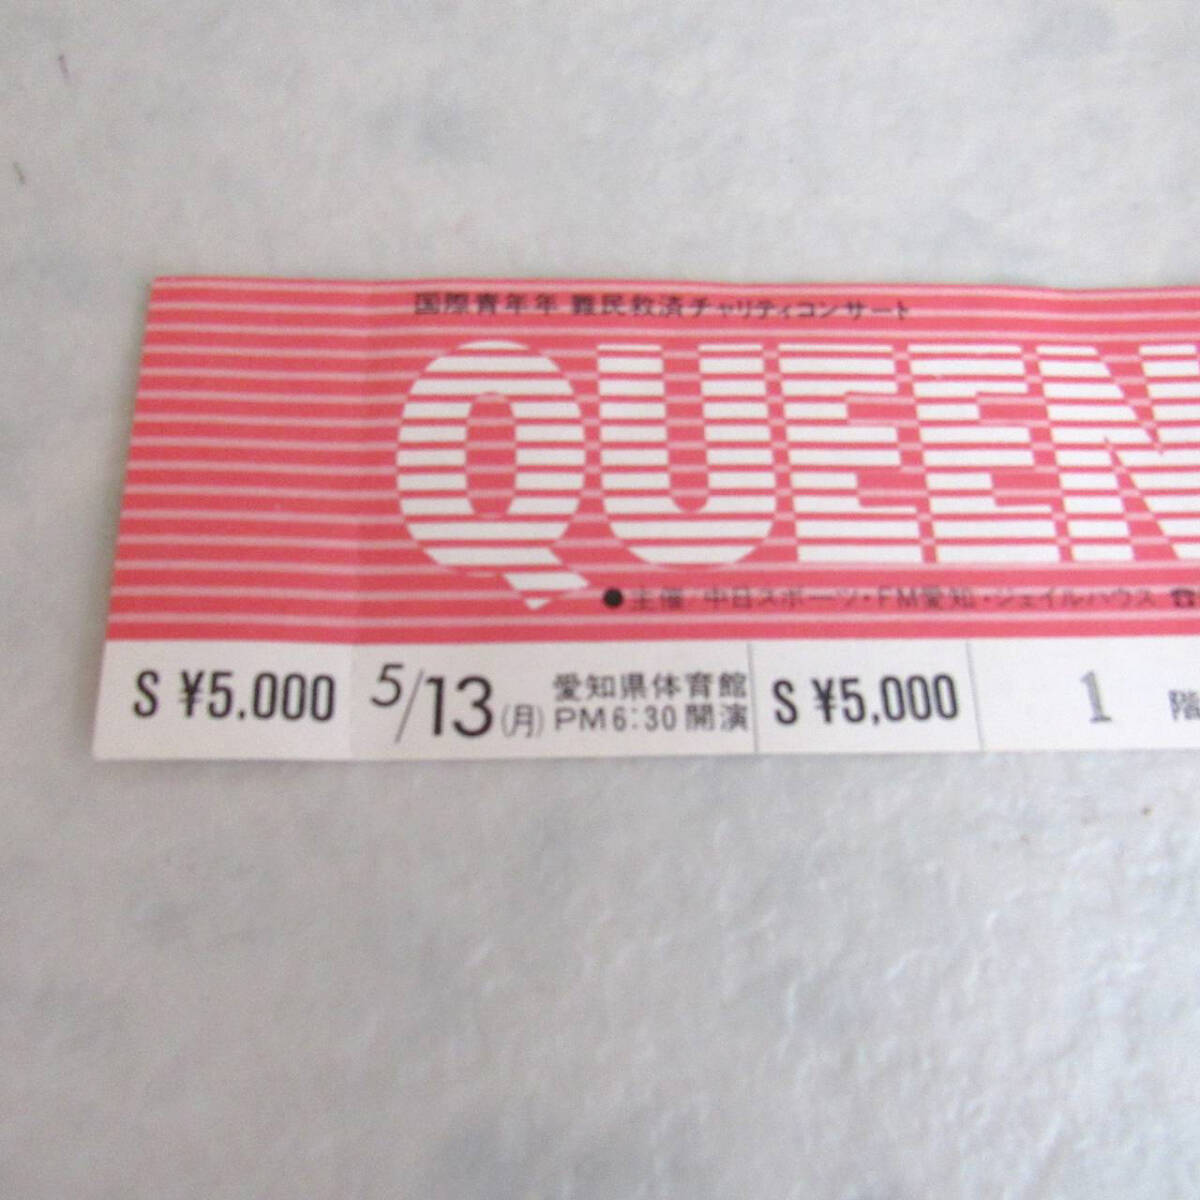 国際青年年 難民救済チャリティコンサート
QUEEN
●主催/中日スポーツ・FM愛知・ジェイルハウス ☎
S ¥5,000
5/13(月) 愛知県体育館
PM6:30開演
S ¥5,000
1 階